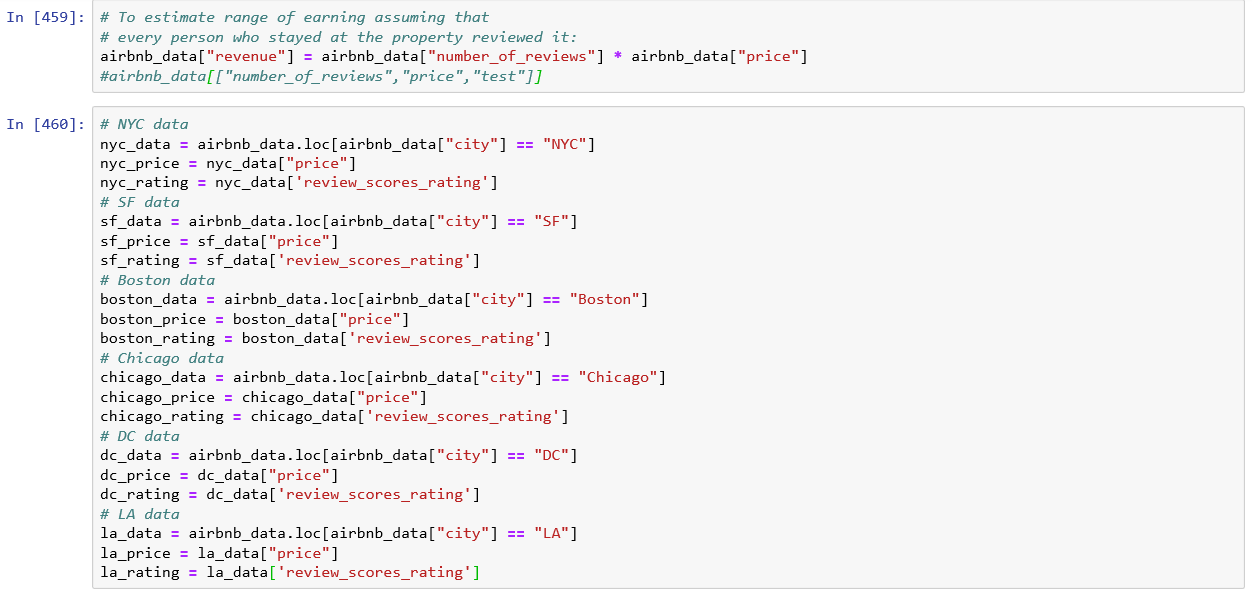 In [459]: # To estimate range of earning assuming that
# every person who stayed at the property reviewed it:
airbnb_data["revenue"] = airbnb_data["number_of_reviews"] * airbnb_data["price"]
#airbnb_data[["number_of_reviews","price","test"]]
In [460]: # NYC data
nyc_data = airbnb_data.loc[airbnb_data["city"] == "NYC"]
nyc_price = nyc_data["price"]
nyc_rating = nyc_data['review_scores_rating']
# SF data
sf_data = airbnb_data.loc[airbnb_data["city"] == "SF"]
sf_price = sf_data["price"]
sf_rating = sf_data['review_scores_rating']
# Boston data
boston_data = airbnb_data.loc[airbnb_data["city"] == "Boston"]
boston_price = boston_data["price"]
boston_rating = boston_data['review_scores_rating']
# Chicago data
chicago_data = airbnb_data.loc[airbnb_data["city"] == "Chicago"]
chicago_price = chicago_data["price"]
chicago_rating = chicago_data['review_scores_rating']
# DC data
dc_data = airbnb_data.loc[airbnb_data["city"] == "DC"]
dc_price = dc_data["price"]
dc_rating = dc_data['review_scores_rating']
# LA data
la_data = airbnb_data.loc[airbnb_data["city"] == "LA"]
la_price = la_data["price"]
la_rating = la_data['review_scores_rating']